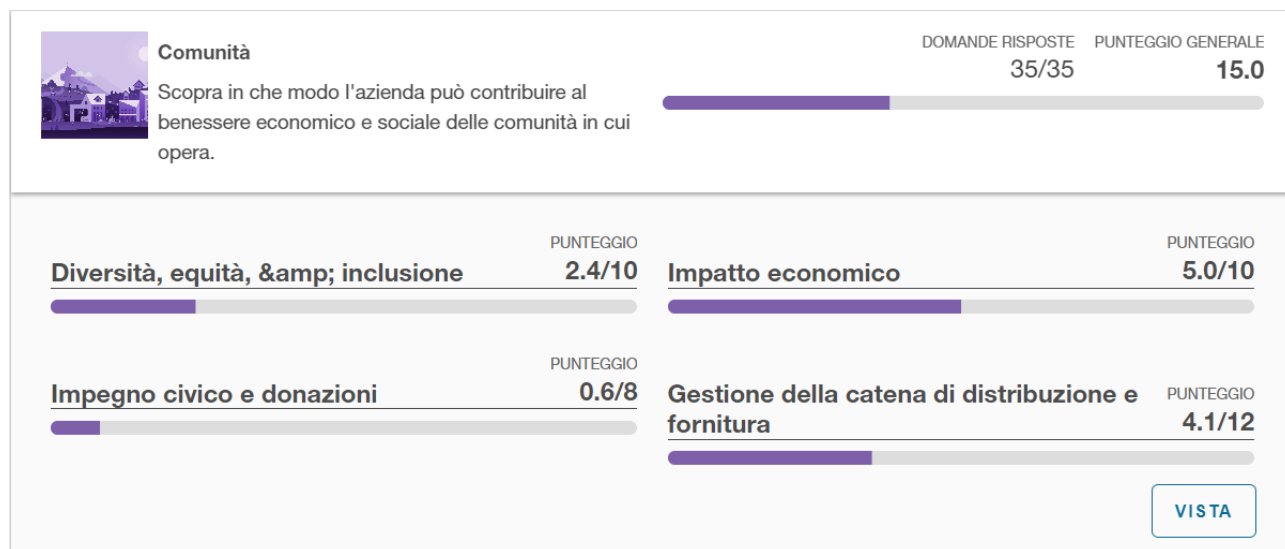 Comunità
Scopra in che modo l'azienda può contribuire al
benessere economico e sociale delle comunità in cui
opera.
DOMANDE RISPOSTE
35/35
PUNTEGGIO GENERALE
15.0
Diversità, equità, &amp; inclusione
PUNTEGGIO
2.4/10
Impatto economico
PUNTEGGIO
5.0/10
Impegno civico e donazioni
PUNTEGGIO
0.6/8
Gestione della catena di distribuzione e
fornitura
PUNTEGGIO
4.1/12
VISTA